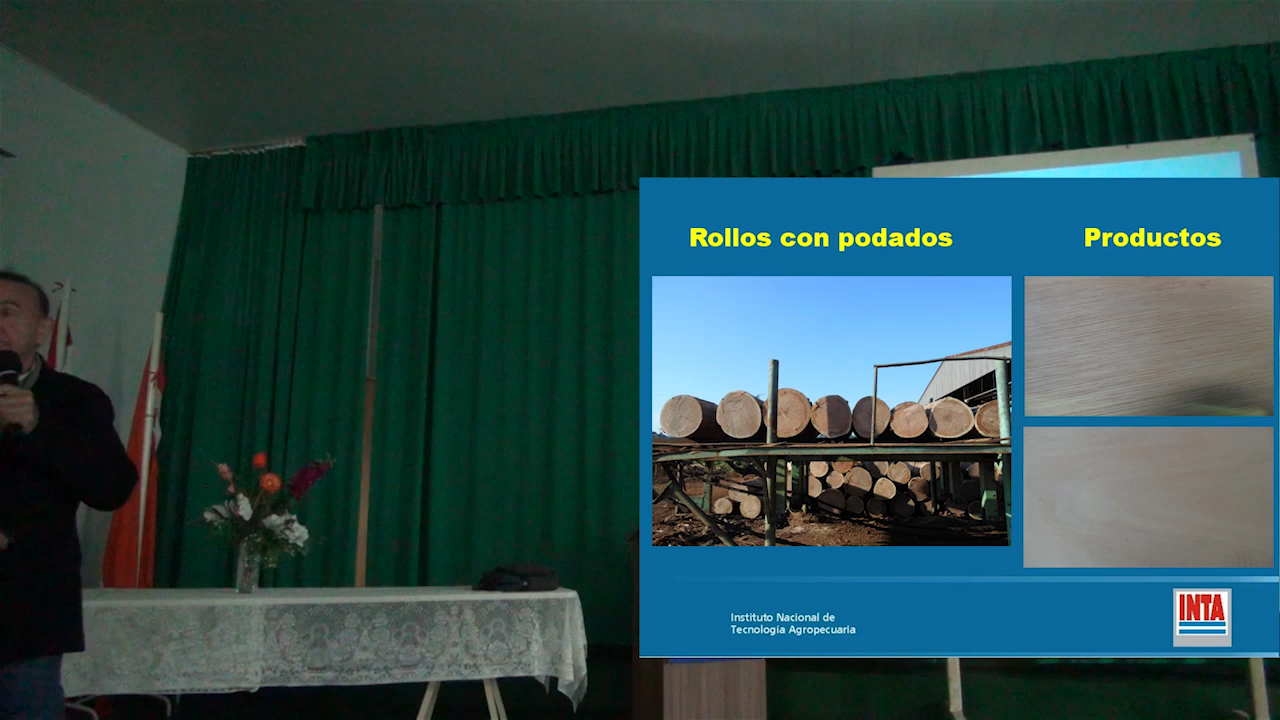 Rollos con podados
Productos
Instituto Nacional de
Tecnología Agropecuaria
INTA